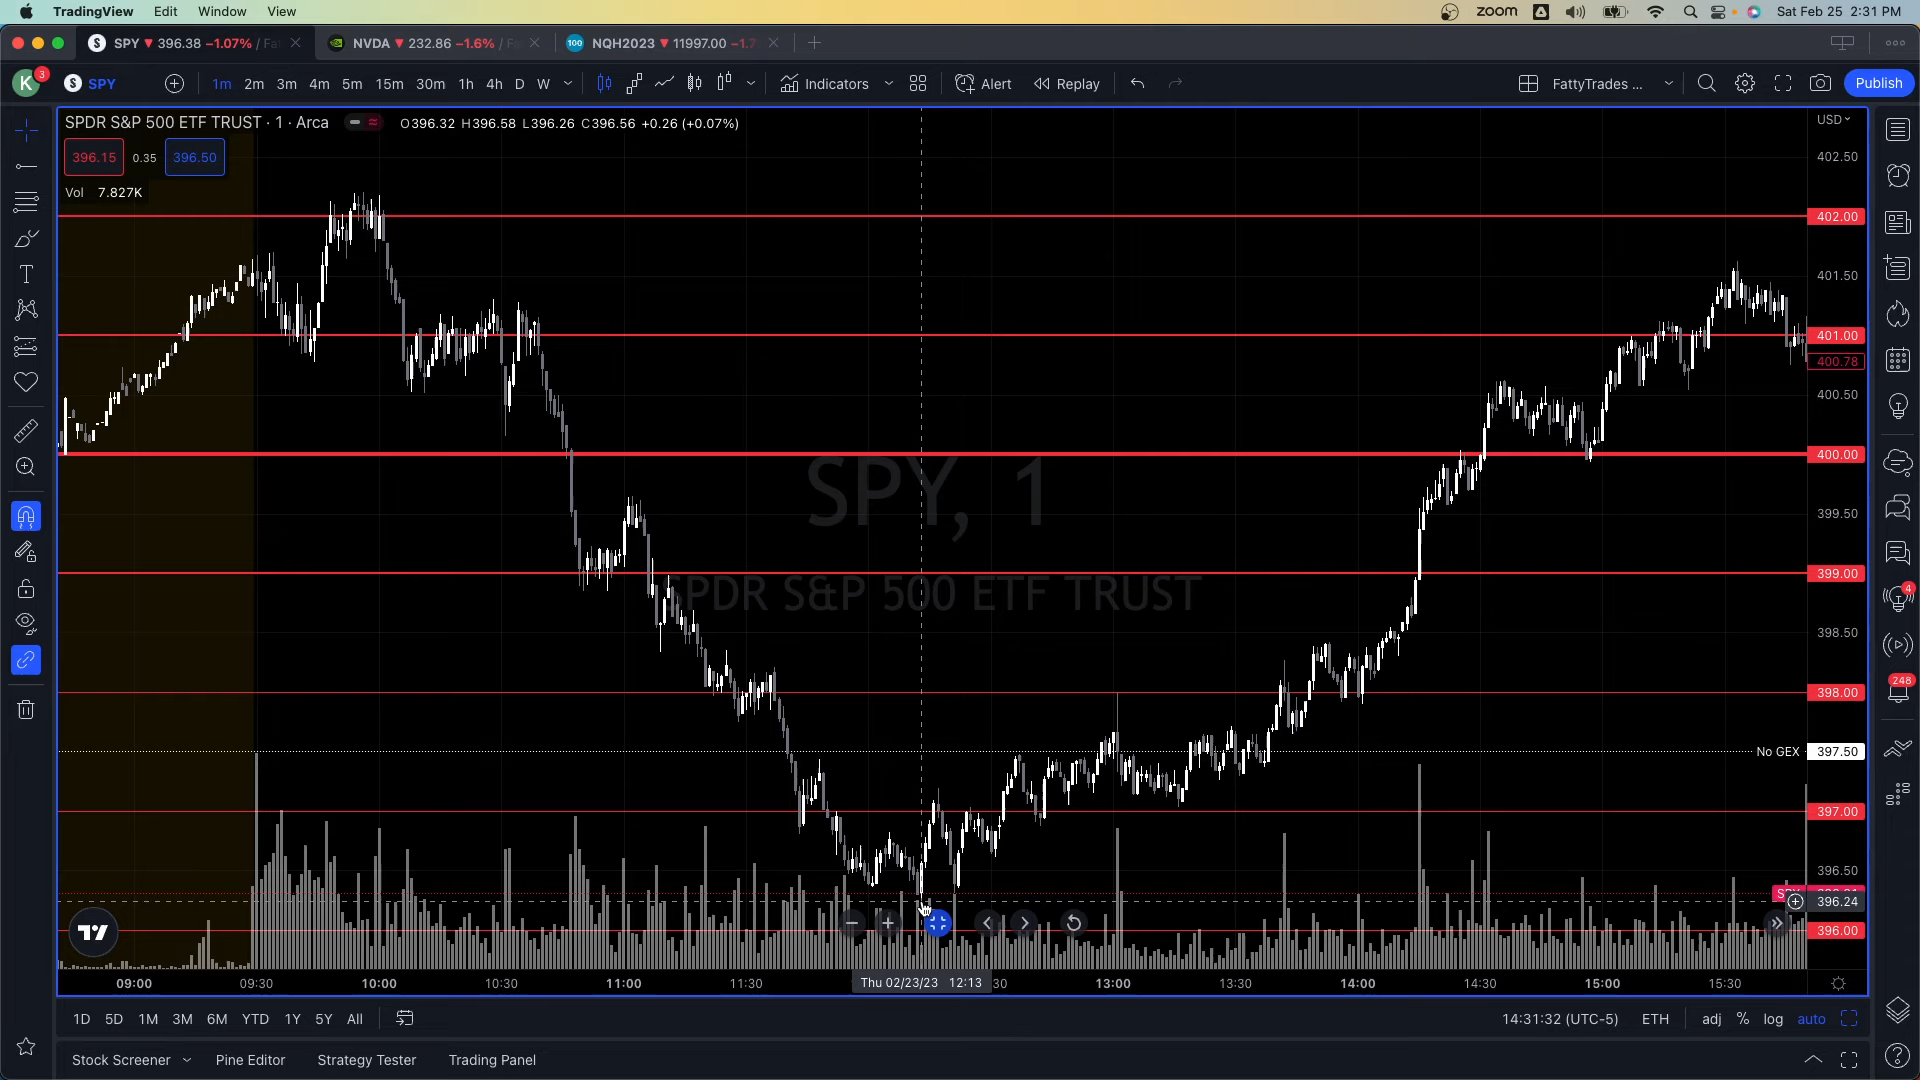 TradingView Edit Window View zoom Sat Feb 25 2:31 PM
SPY 396.38 −1.07% / Fa NVDA 232.86 −1.6% / F 100 NQH2023 11997.00 −1.
K 3 S SPY 1m 2m 3m 4m 5m 15m 30m 1h 4h D W Indicators Alert Replay FattyTrades ... Publish
SPDR S&P 500 ETF TRUST · 1 · Arca O396.32 H396.58 L396.26 C396.56 +0.26 (+0.07%)
USD
396.15 0.35 396.50
Vol 7.827K
402.50
402.00
401.50
401.00
400.78
400.50
400.00
SPY, 1
399.50
399.00
SPDR S&P 500 ETF TRUST
4
398.50
248
398.00
No GEX 397.50
397.00
396.50
SPY
396.24
396.00
09:00 09:30 10:00 10:30 11:00 11:30 Thu 02/23/23 12:13 30 13:00 13:30 14:00 14:30 15:00 15:30
1D 5D 1M 3M 6M YTD 1Y 5Y All 14:31:32 (UTC-5) ETH adj % log auto
Stock Screener Pine Editor Strategy Tester Trading Panel